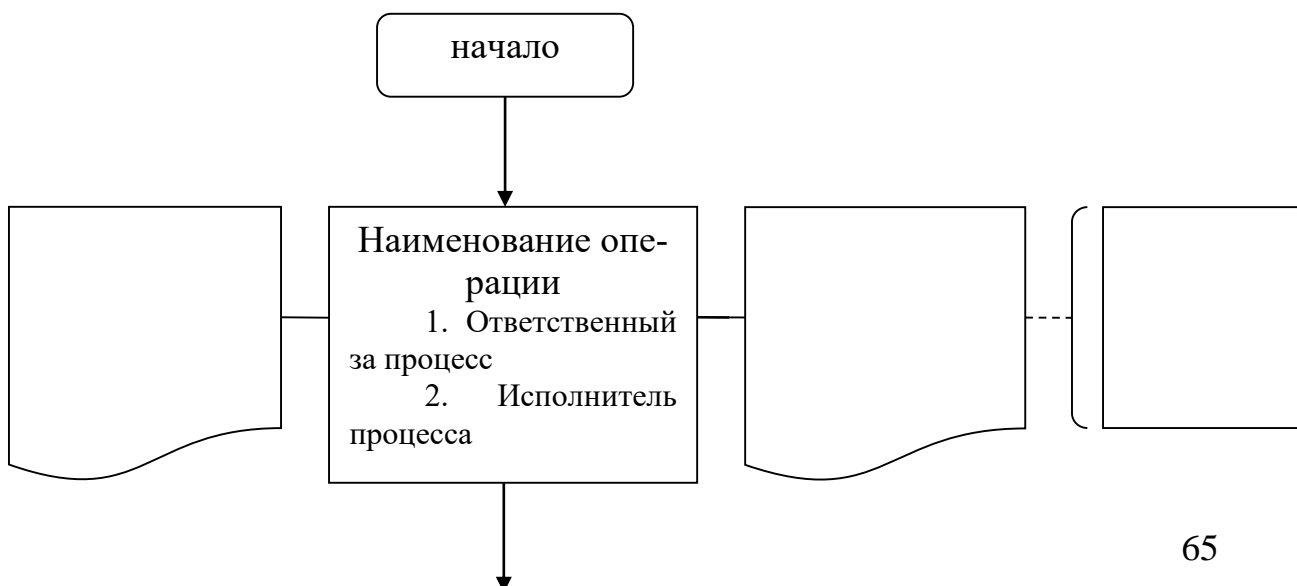 начало
Наименование опе-
рации
1. Ответственный
за процесс
2. Исполнитель
процесса
65